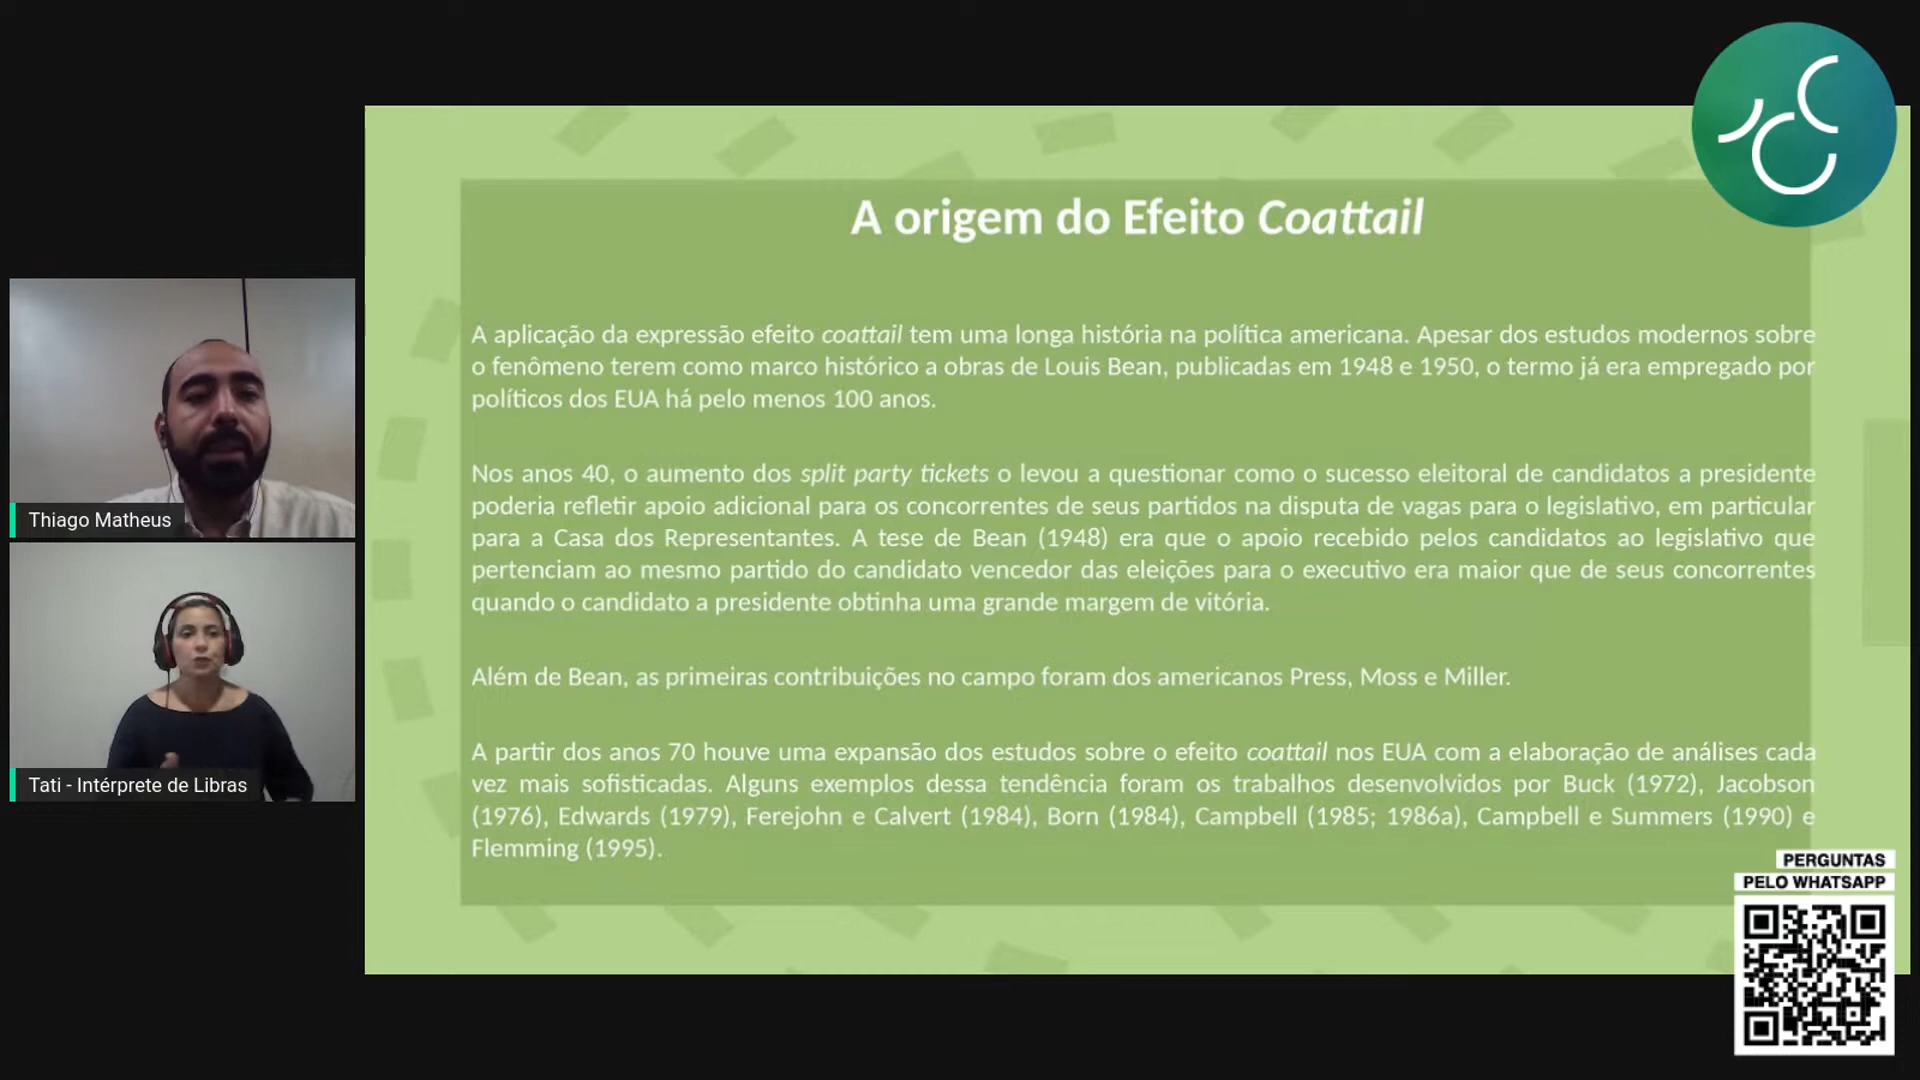 A origem do Efeito Coattail
A aplicação da expressão efeito coattail tem uma longa história na política americana. Apesar dos estudos modernos sobre
o fenômeno terem como marco histórico a obras de Louis Bean, publicadas em 1948 e 1950, o termo já era empregado por
políticos dos EUA há pelo menos 100 anos.
Nos anos 40, o aumento dos split party tickets o levou a questionar como o sucesso eleitoral de candidatos a presidente
poderia refletir apoio adicional para os concorrentes de seus partidos na disputa de vagas para o legislativo, em particular
para a Casa dos Representantes. A tese de Bean (1948) era que o apoio recebido pelos candidatos ao legislativo que
pertenciam ao mesmo partido do candidato vencedor das eleições para o executivo era maior que de seus concorrentes
quando o candidato a presidente obtinha uma grande margem de vitória.
Além de Bean, as primeiras contribuições no campo foram dos americanos Press, Moss e Miller.
A partir dos anos 70 houve uma expansão dos estudos sobre o efeito coattail nos EUA com a elaboração de análises cada
vez mais sofisticadas. Alguns exemplos dessa tendência foram os trabalhos desenvolvidos por Buck (1972), Jacobson
(1976), Edwards (1979), Ferejohn e Calvert (1984), Born (1984), Campbell (1985; 1986a), Campbell e Summers (1990) e
Flemming (1995).
Thiago Matheus
Tati - Intérprete de Libras
PERGUNTAS
PELO WHATSAPP